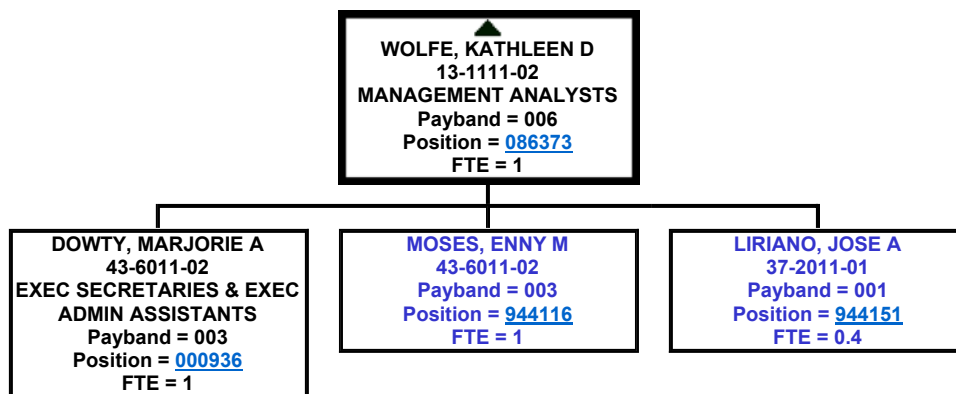 WOLFE, KATHLEEN D
13-1111-02
MANAGEMENT ANALYSTS
Payband = 006
Position = 086373
FTE = 1
DOWTY, MARJORIE A
43-6011-02
EXEC SECRETARIES & EXEC
ADMIN ASSISTANTS
Payband = 003
Position = 000936
FTE = 1
MOSES, ENNY M
43-6011-02
Payband = 003
Position = 944116
FTE = 1
LIRIANO, JOSE A
37-2011-01
Payband = 001
Position = 944151
FTE = 0.4